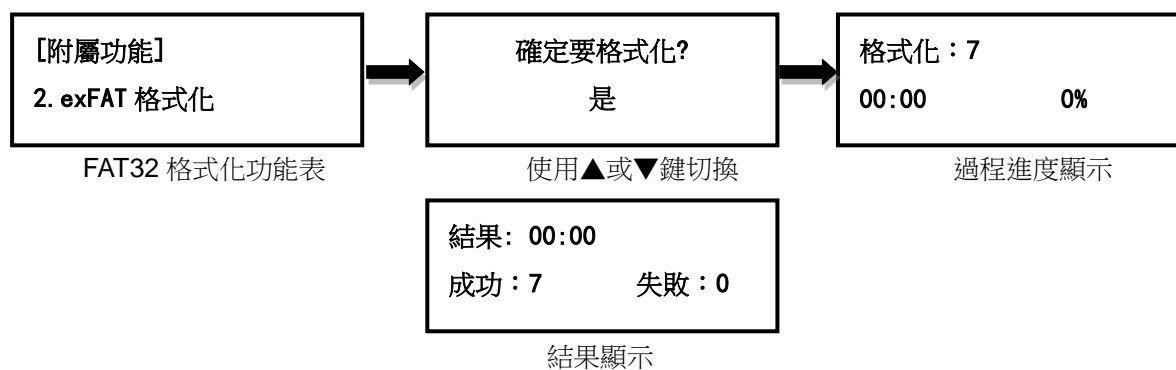 [附屬功能]
2. exFAT 格式化
FAT32 格式化功能表
確定要格式化?
是
使用▲或▼鍵切換
格式化：7
00:00 0%
過程進度顯示
結果: 00:00
成功：7 失敗：0
結果顯示